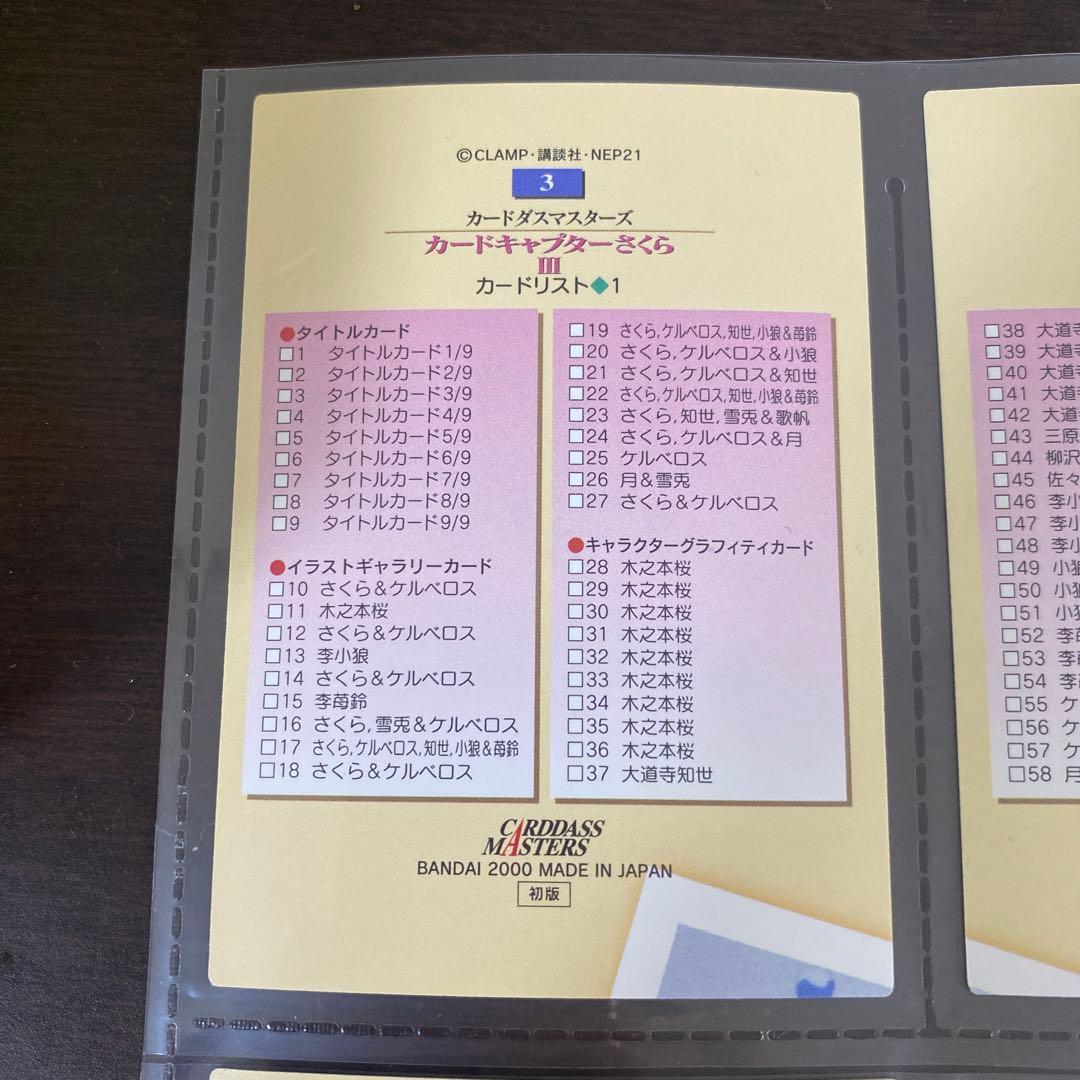 ©CLAMP・講談社・NEP21
3
カードダスマスターズ
カードキャプターさくら
III
カードリスト◆1
●タイトルカード
□1 タイトルカード1/9
□2 タイトルカード2/9
□3 タイトルカード3/9
□4 タイトルカード4/9
□5 タイトルカード5/9
□6 タイトルカード6/9
□7 タイトルカード7/9
□8 タイトルカード8/9
□9 タイトルカード9/9
●イラストギャラリーカード
□10 さくら&ケルベロス
□11 木之本桜
□12 さくら&ケルベロス
□13 李小狼
□14 さくら&ケルベロス
□15 李苺鈴
□16 さくら,雪兎&ケルベロス
□17 さくら,ケルベロス,知世,小狼&苺鈴
□18 さくら&ケルベロス
□19 さくら,ケルベロス,知世,小狼&苺鈴
□20 さくら,ケルベロス&小狼
□21 さくら,ケルベロス&知世
□22 さくら,ケルベロス,知世,小狼&苺鈴
□23 さくら,知世,雪兎&歌帆
□24 さくら,ケルベロス&月
□25 ケルベロス
□26 月&雪兎
□27 さくら&ケルベロス
●キャラクターグラフィティカード
□28 木之本桜
□29 木之本桜
□30 木之本桜
□31 木之本桜
□32 木之本桜
□33 木之本桜
□34 木之本桜
□35 木之本桜
□36 木之本桜
□37 大道寺知世
CARDDASS
MASTERS
BANDAI 2000 MADE IN JAPAN
初版
□38 大道寺
□39 大道寺
□40 大道
□41 大道
□42 大道
□43 三原
□44 柳沢
□45 佐々
□46 李小
□47 李小
□48 李小
□49 小狼
□50 小狼
□51 小狼
□52 李苺
□53 李苺
□54 李苺
□55 ケ
□56 ケ
□57 ケ
□58 月